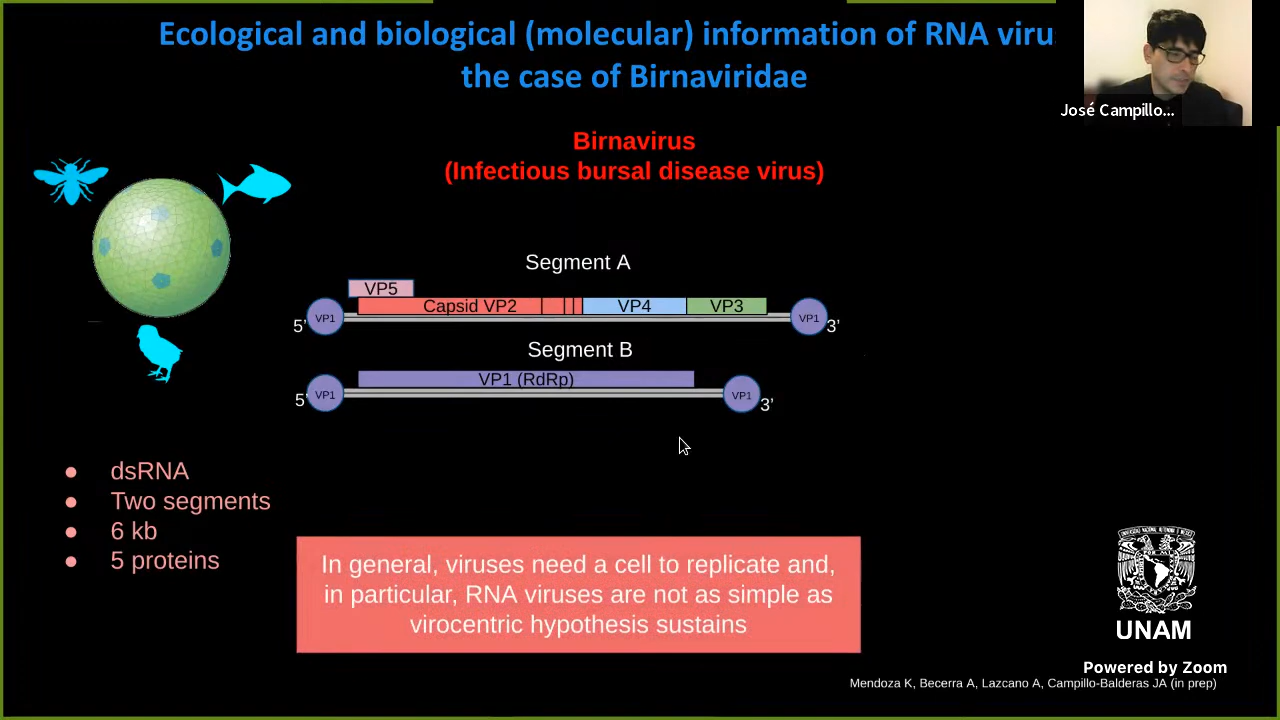 Ecological and biological (molecular) information of RNA viru
the case of Birnaviridae
José Campillo...
Birnavirus
(Infectious bursal disease virus)
Segment A
VP5
Capsid VP2 VP4 VP3
VP1 VP1
5’ 3’
Segment B
VP1 (RdRp)
VP1 VP1
5’ 3’
● dsRNA
● Two segments
● 6 kb
● 5 proteins
In general, viruses need a cell to replicate and,
in particular, RNA viruses are not as simple as
virocentric hypothesis sustains
UNAM
Powered by Zoom
Mendoza K, Becerra A, Lazcano A, Campillo-Balderas JA (in prep)